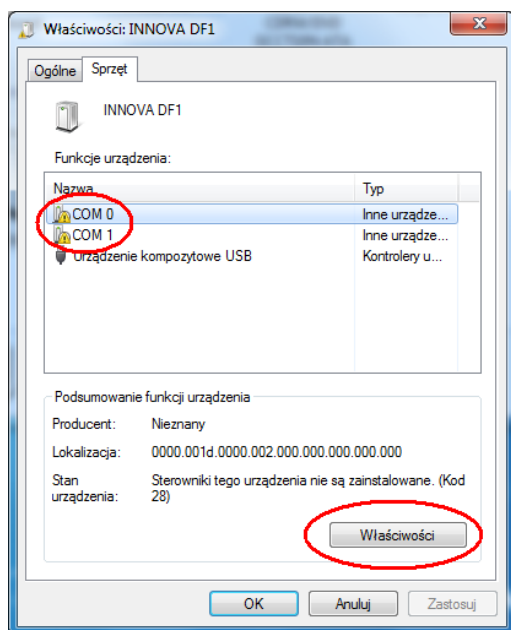 Właściwości: INNOVA DF1
Ogólne Sprzęt
INNOVA DF1
Funkcje urządzenia:
Nazwa Typ
COM 0 Inne urządze...
COM 1 Inne urządze...
Urządzenie kompozytowe USB Kontrolery u...
Podsumowanie funkcji urządzenia
Producent: Nieznany
Lokalizacja: 0000.001d.0000.002.000.000.000.000.000
Stan urządzenia: Sterowniki tego urządzenia nie są zainstalowane. (Kod
28)
Właściwości
OK Anuluj Zastosuj